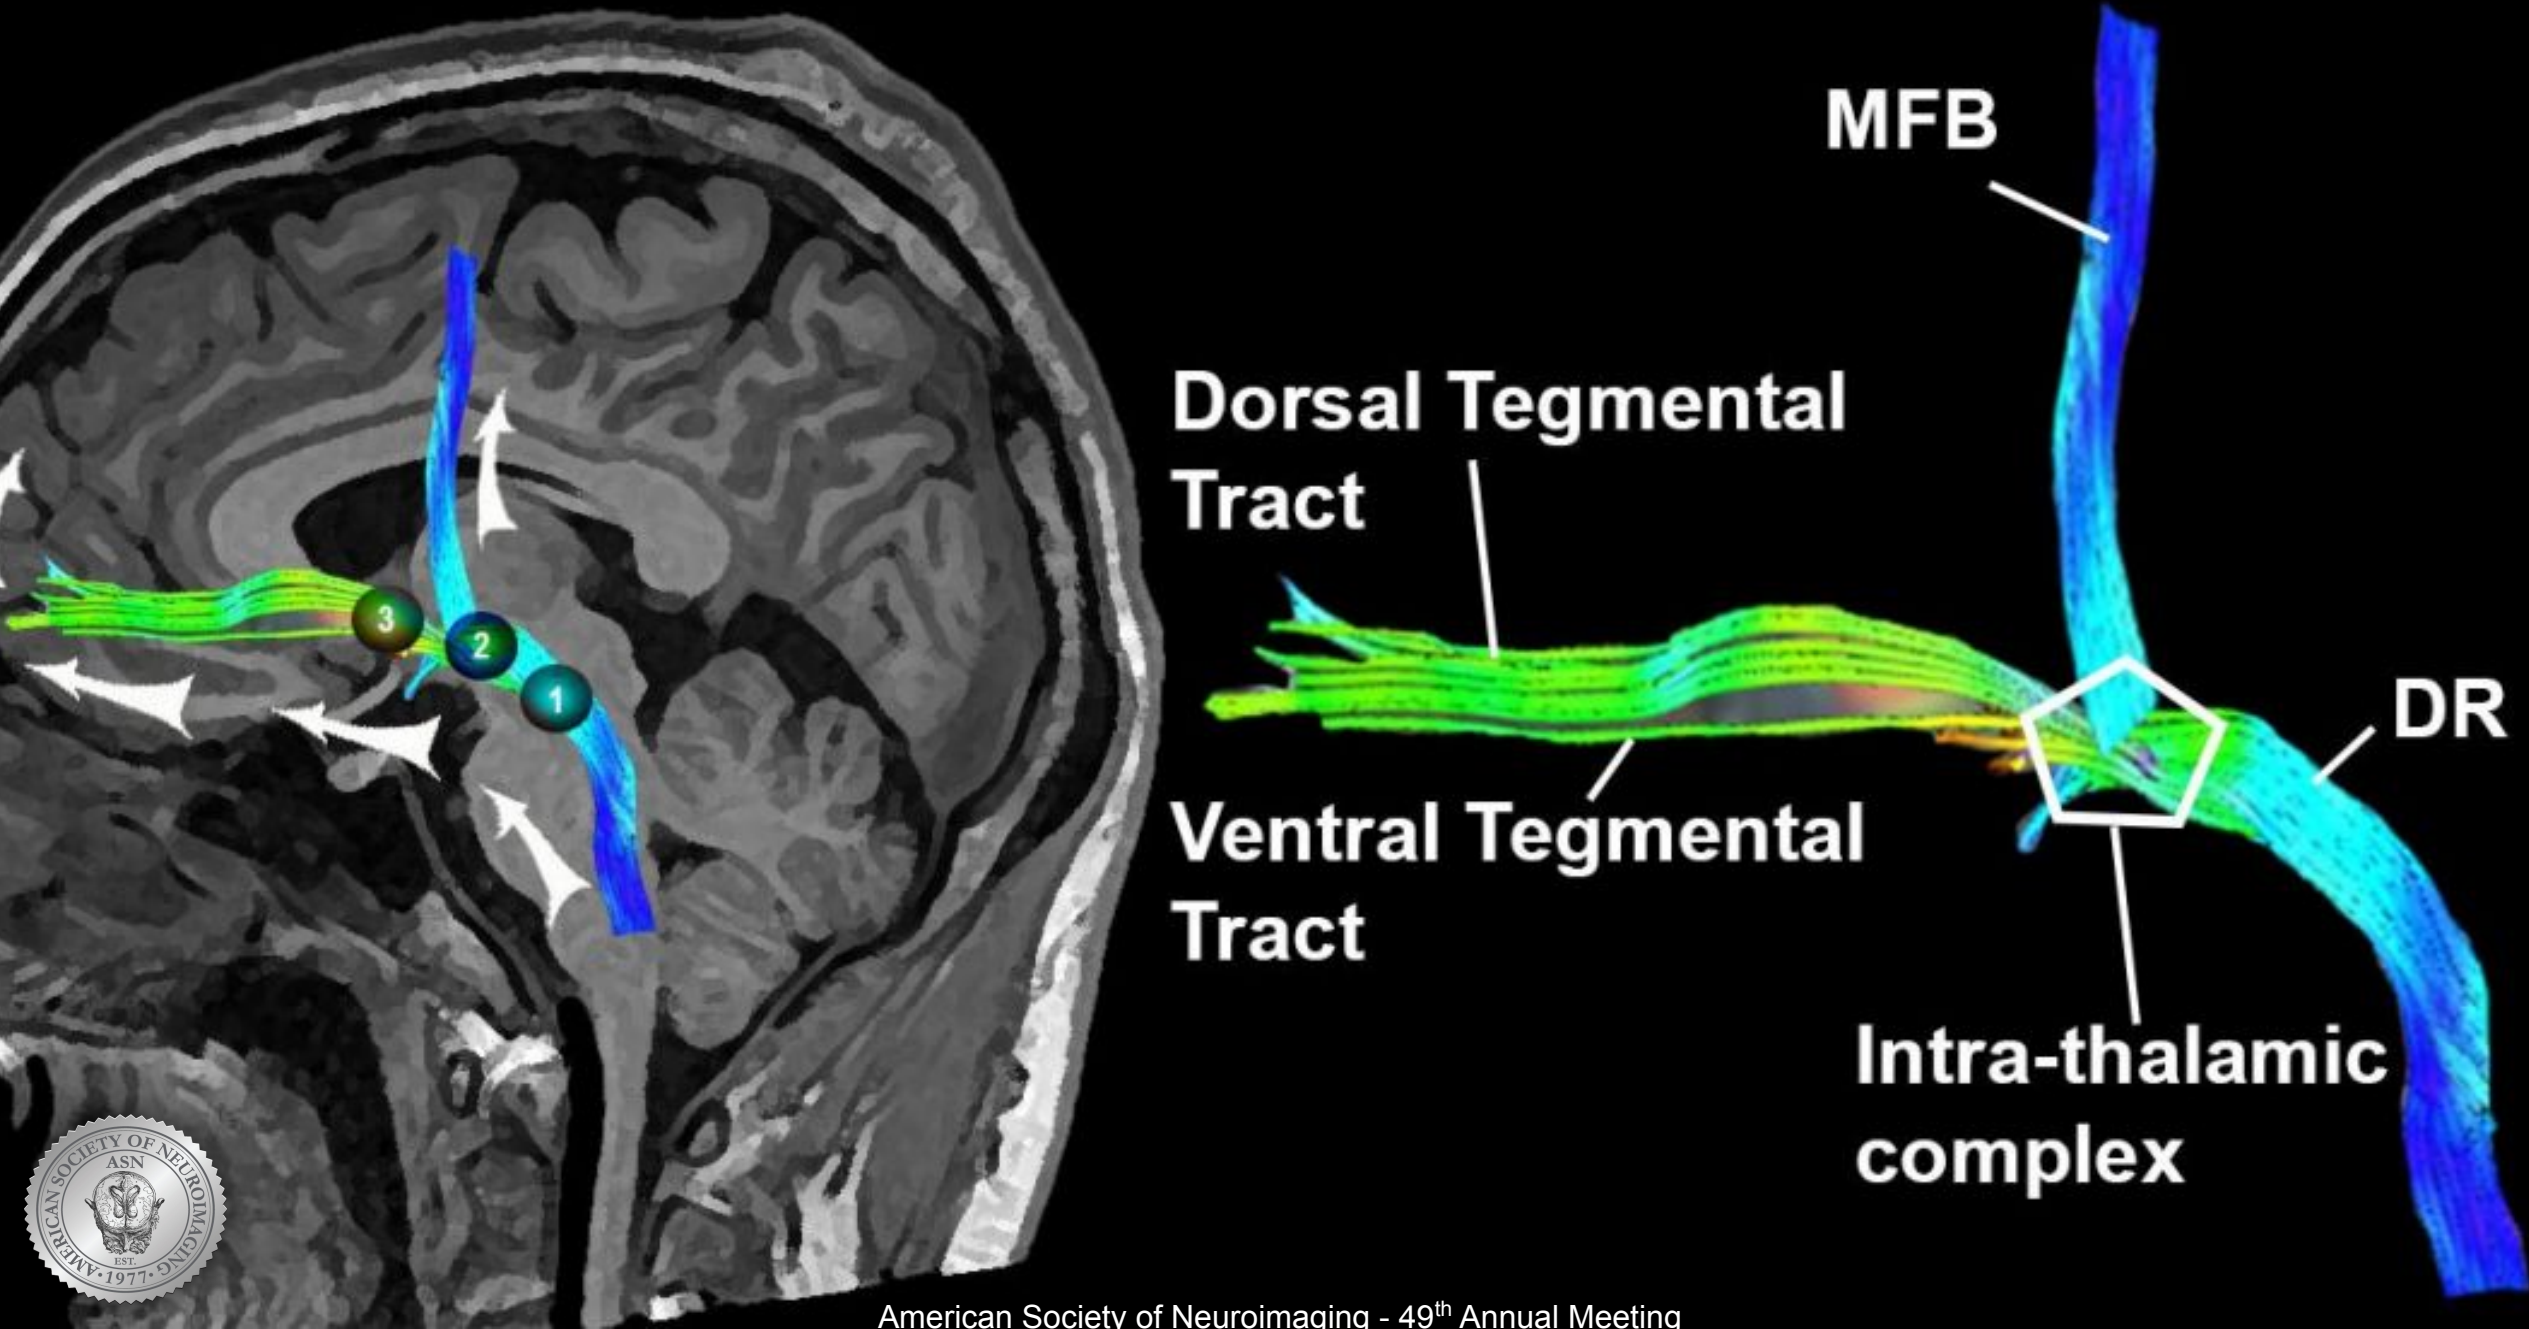 MFB
Dorsal Tegmental
Tract
3
2
1
DR
Ventral Tegmental
Tract
Intra-thalamic
complex
AMERICAN SOCIETY OF NEUROIMAGING
ASN
EST.
•1977•
American Society of Neuroimaging - 49th Annual Meeting